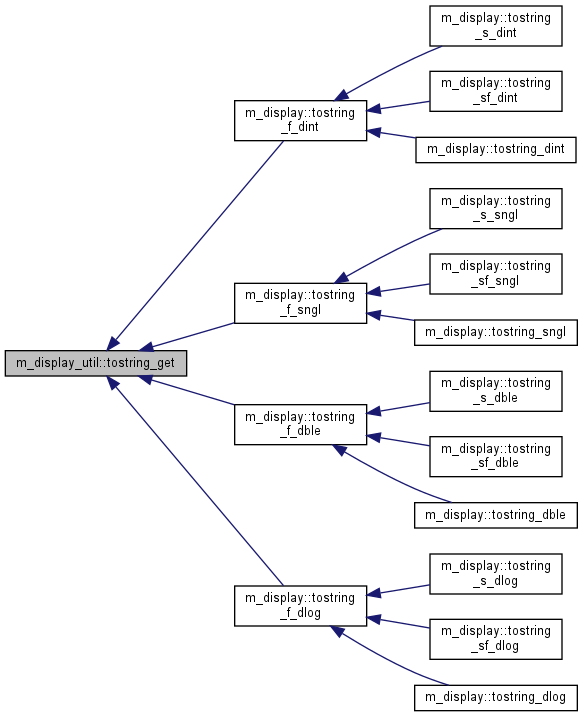 m_display_util::tostring_get
m_display::tostring
_f_dint
m_display::tostring
_s_dint
m_display::tostring
_sf_dint
m_display::tostring_dint
m_display::tostring
_f_sngl
m_display::tostring
_s_sngl
m_display::tostring
_sf_sngl
m_display::tostring_sngl
m_display::tostring
_f_dble
m_display::tostring
_s_dble
m_display::tostring
_sf_dble
m_display::tostring_dble
m_display::tostring
_f_dlog
m_display::tostring
_s_dlog
m_display::tostring
_sf_dlog
m_display::tostring_dlog